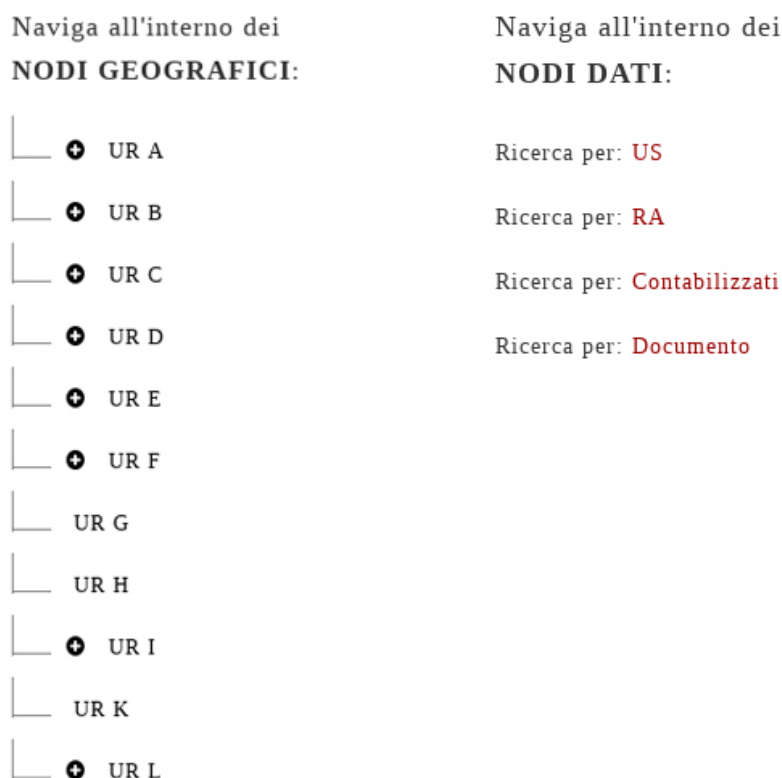 Naviga all'interno dei
NODI GEOGRAFICI:
UR A
UR B
UR C
UR D
UR E
UR F
UR G
UR H
UR I
UR K
UR L
Naviga all'interno dei
NODI DATI:
Ricerca per: US
Ricerca per: RA
Ricerca per: Contabilizzati
Ricerca per: Documento